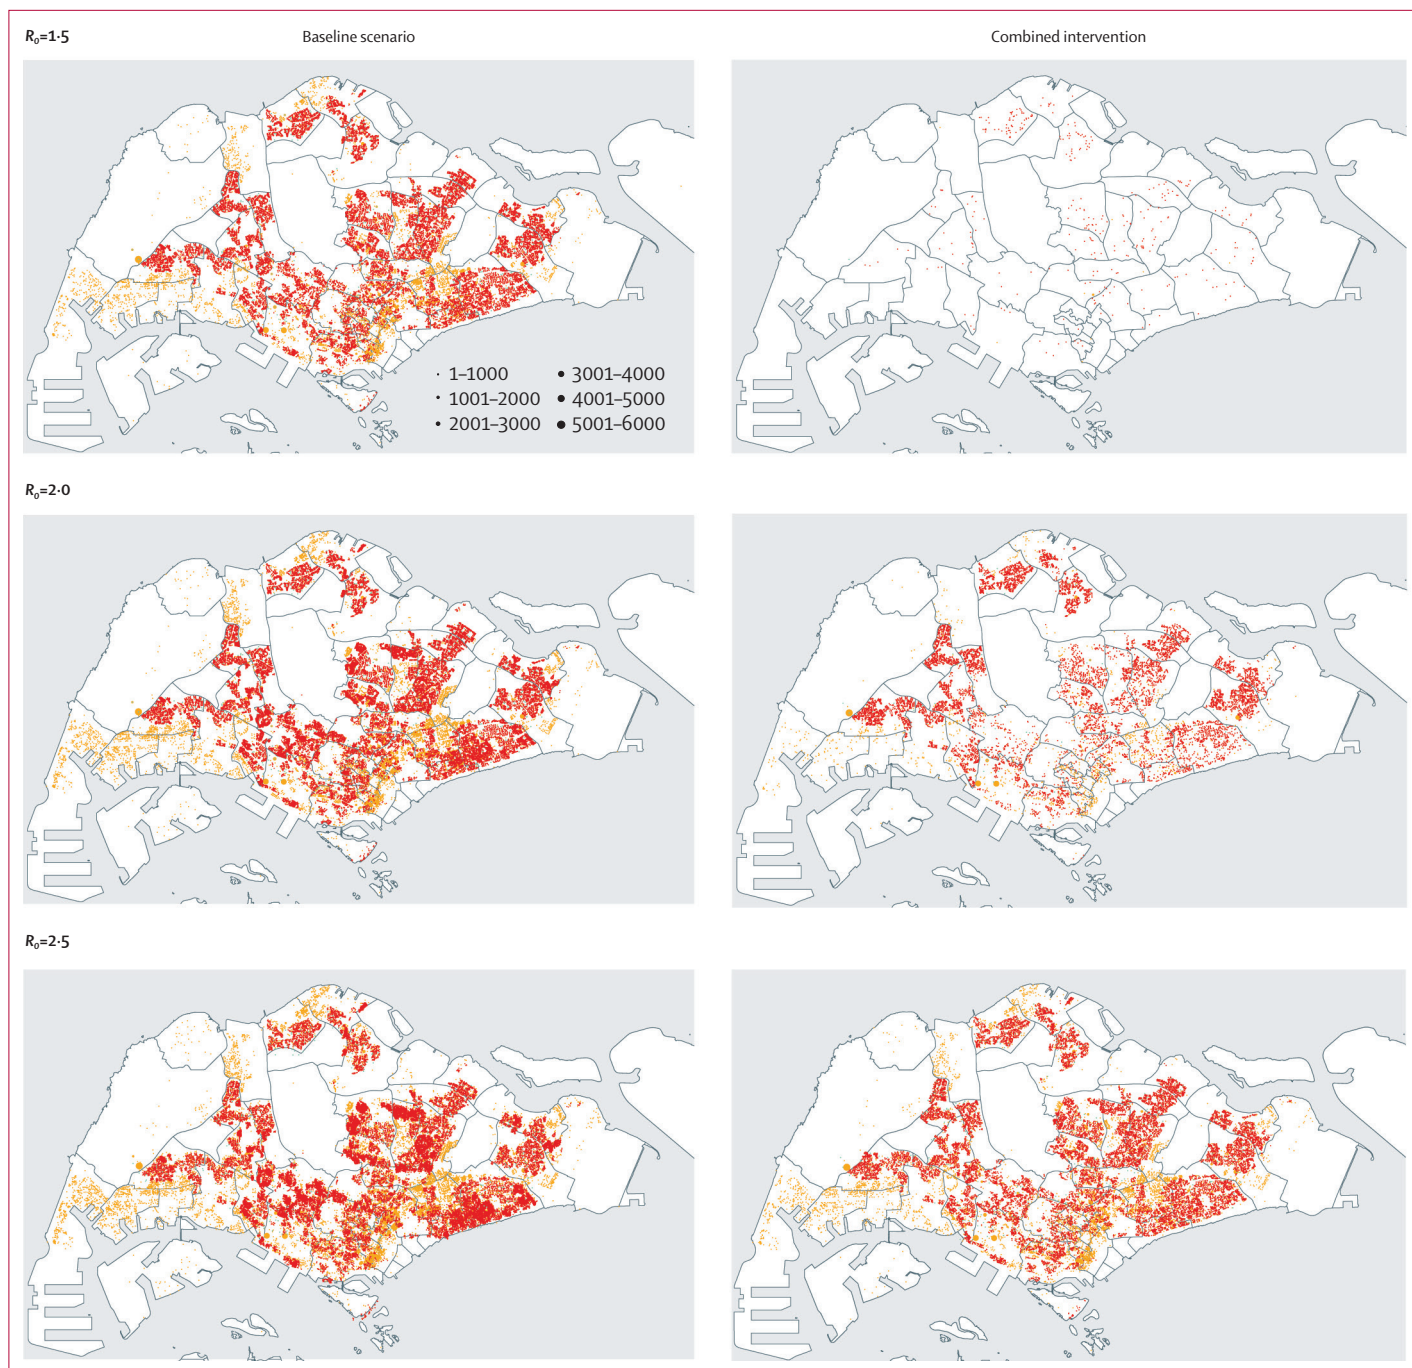 R₀=1·5
Baseline scenario
Combined intervention
1–1000
3001–4000
1001–2000
4001–5000
2001–3000
5001–6000
R₀=2·0
R₀=2·5